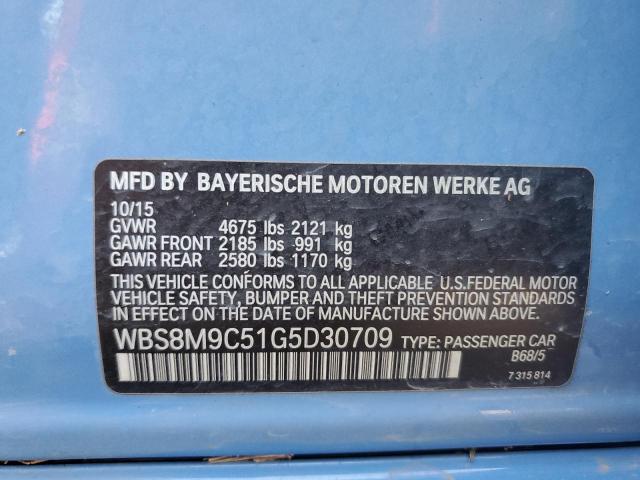 MFD BY BAYERISCHE MOTOREN WERKE AG
10/15
GVWR 4675 lbs 2121 kg
GAWR FRONT 2185 lbs 991 kg
GAWR REAR 2580 lbs 1170 kg
THIS VEHICLE CONFORMS TO ALL APPLICABLE U.S.FEDERAL MOTOR
VEHICLE SAFETY, BUMPER, AND THEFT PREVENTION STANDARDS
IN EFFECT ON THE DATE OF MANUFACTURE SHOWN ABOVE.
WBS8M9C51G5D30709 TYPE: PASSENGER CAR
B68/5
7 315 814